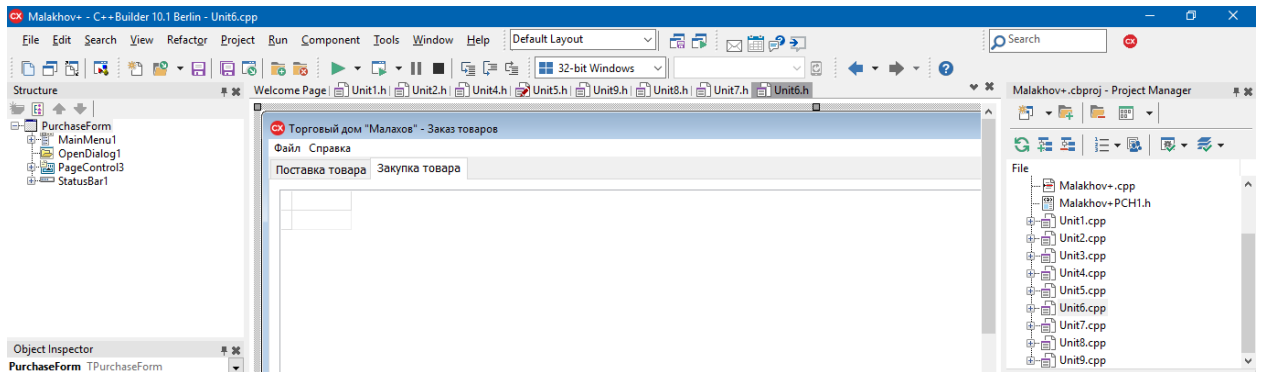 Malakhov+ - C++Builder 10.1 Berlin - Unit6.cpp
File Edit Search View Refactor Project Run Component Tools Window Help Default Layout Search
32-bit Windows
Structure
Welcome Page Unit1.h Unit2.h Unit4.h Unit5.h Unit9.h Unit8.h Unit7.h Unit6.h
Malakhov+.cbproj - Project Manager
PurchaseForm
MainMenu1
OpenDialog1
PageControl3
StatusBar1
Торговый дом "Малахов" - Заказ товаров
Файл Справка
Поставка товара Закупка товара
File
Malakhov+.cpp
Malakhov+PCH1.h
Unit1.cpp
Unit2.cpp
Unit3.cpp
Unit4.cpp
Unit5.cpp
Unit6.cpp
Unit7.cpp
Unit8.cpp
Unit9.cpp
Object Inspector
PurchaseForm TPurchaseForm